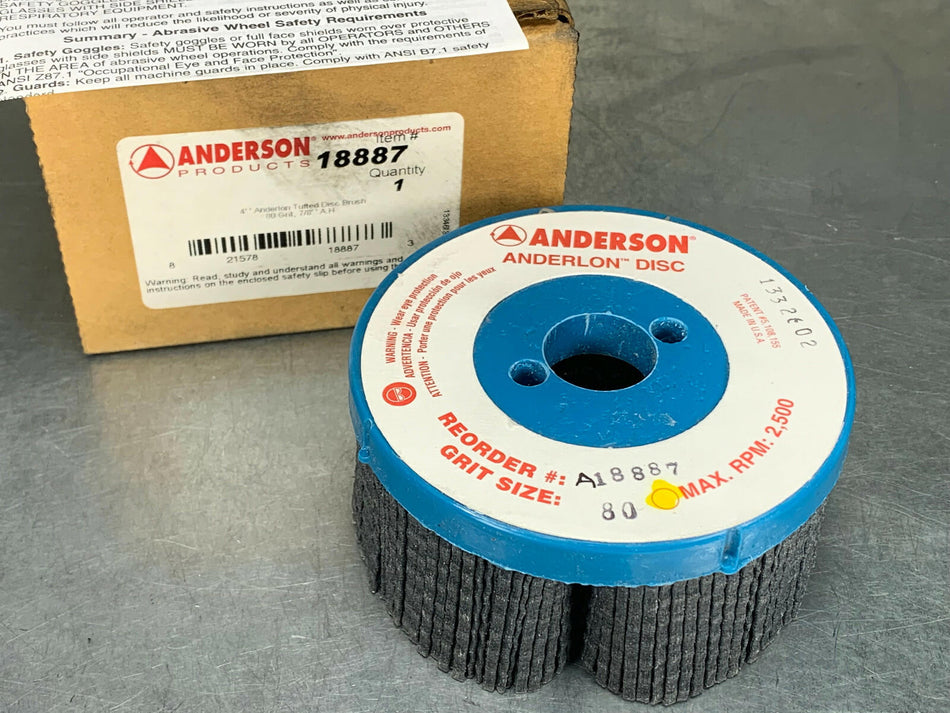 SAFETY GOGGLES
GLASSES WITH SIDE
RESPIRATORY EQUIPMENT.
You must follow all operator and safety instructions as well as
practices which will reduce the likelihood or severity of physical injury.
Summary - Abrasive Wheel Safety Requirements
1. Safety Goggles: Safety goggles or full face shields worn over protective
glasses with side shields MUST BE WORN by all OPERATORS and OTHERS
IN THE AREA of abrasive wheel operations. Comply with the requirements of
ANSI Z87.1 "Occupational Eye and Face Protection".
2. Guards: Keep all machine guards in place. Comply with ANSI B7.1 safety
standard
ANDERSON®
PRODUCTS
www.andersonproducts.com
Item #
18887
Quantity
1
4" Anderlon Tufted Disc Brush
80 Grit, 7/8" A.H.
8 21578 18887 3
Warning: Read, study and understand all warnings and
instructions on the enclosed safety slip before using
ANDERSON®
ANDERLON™ DISC
WARNING - Wear eye protection
ADVERTENCIA - Usar protección de ojo
ATTENTION - Porter une protection pour les yeux
1332602
PATENT #5,108,155
MADE IN U.S.A.
REORDER #: A18887
GRIT SIZE: 80
MAX. RPM: 2,500